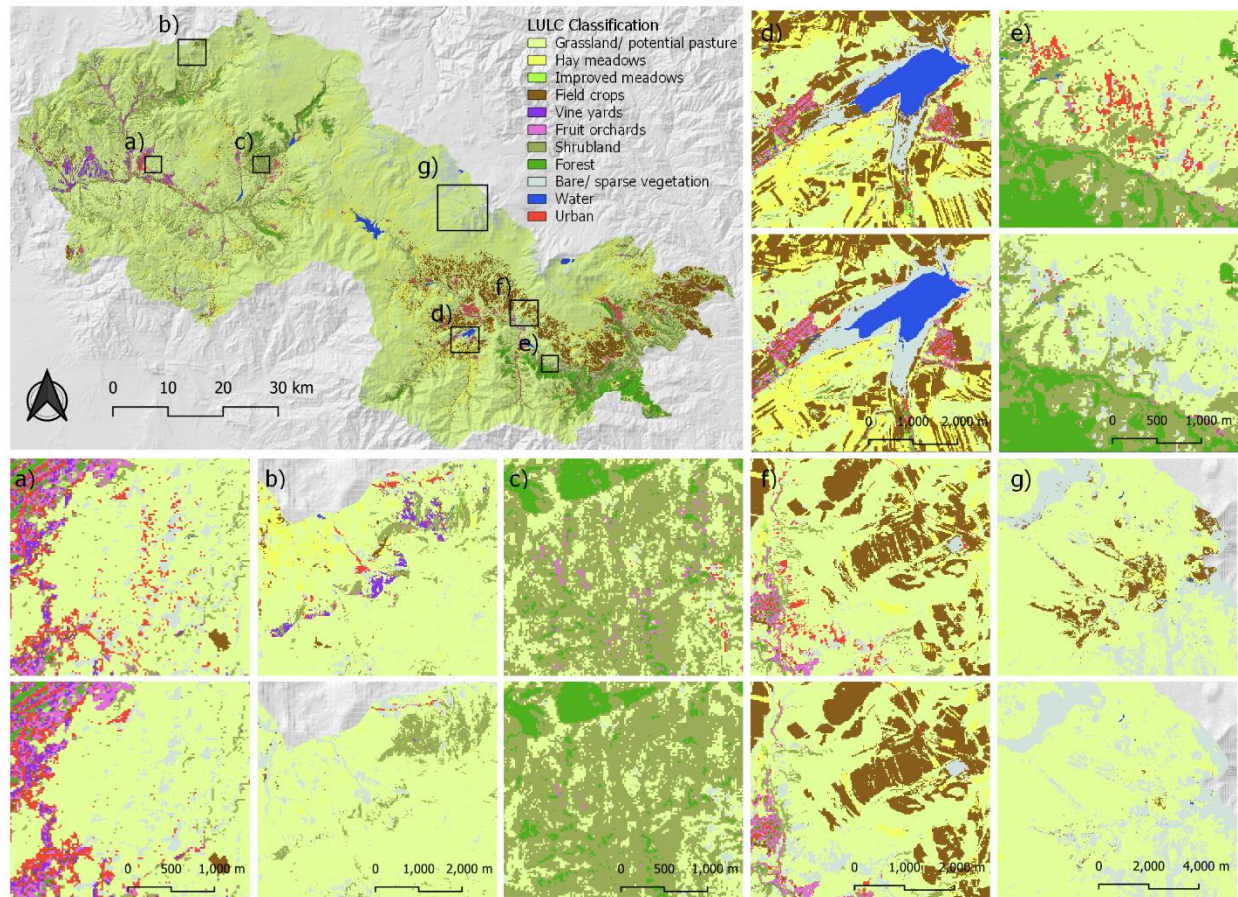 b)
a)
c)
g)
f)
d)
e)
0 10 20 30 km
LULC Classification
Grassland/ potential pasture
Hay meadows
Improved meadows
Field crops
Vine yards
Fruit orchards
Shrubland
Forest
Bare/ sparse vegetation
Water
Urban
d)
0 1,000 2,000 m
e)
0 500 1,000 m
a)
0 500 1,000 m
b)
0 1,000 2,000 m
c)
0 500 1,000 m
f)
0 1,000 2,000 m
g)
0 2,000 4,000 m